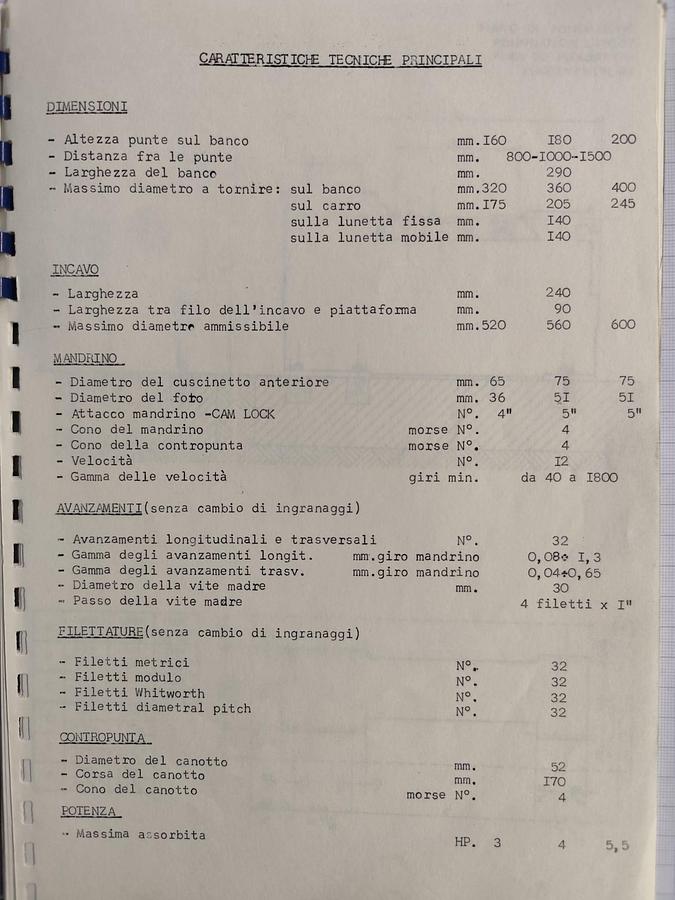 CARATTERISTICHE TECNICHE PRINCIPALI
DIMENSIONI
- Altezza punte sul banco mm. I60 I80 200
- Distanza fra le punte mm. 800-I000-I500
- Larghezza del banco mm. 290
- Massimo diametro a tornire: sul banco mm. 320 360 400
sul carro mm. I75 205 245
sulla lunetta fissa mm. I40
sulla lunetta mobile mm. I40
INCAVO
- Larghezza mm. 240
- Larghezza tra filo dell'incavo e piattaforma mm. 90
- Massimo diametro ammissibile mm. 520 560 600
MANDRINO
- Diametro del cuscinetto anteriore mm. 65 75 75
- Diametro del foro mm. 36 5I 5I
- Attacco mandrino -CAM LOCK N°. 4" 5" 5"
- Cono del mandrino morse N°. 4
- Cono della contropunta morse N°. 4
- Velocità N°. I2
- Gamma delle velocità giri min. da 40 a I800
AVANZAMENTI(senza cambio di ingranaggi)
- Avanzamenti longitudinali e trasversali N°. 32
- Gamma degli avanzamenti longit. mm.giro mandrino 0,08÷ I,3
- Gamma degli avanzamenti trasv. mm.giro mandrino 0,04÷0,65
- Diametro della vite madre mm. 30
- Passo della vite madre 4 filetti x I"
FILETTATURE(senza cambio di ingranaggi)
- Filetti metrici N°. 32
- Filetti modulo N°. 32
- Filetti Whitworth N°. 32
- Filetti diametral pitch N°. 32
CONTROPUNTA
- Diametro del canotto mm. 52
- Corsa del canotto mm. I70
- Cono del canotto morse N°. 4
POTENZA
- Massima assorbita HP. 3 4 5,5